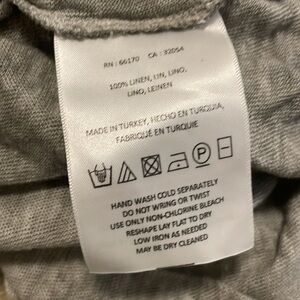 RN : 66170 CA : 32054
100% LINEN, LIN, LINO,
LINO, LEINEN
MADE IN TURKEY, HECHO EN TURQUIA,
FABRIQUÉ EN TURQUIE
P
HAND WASH COLD SEPARATELY
DO NOT WRING OR TWIST
USE ONLY NON-CHLORINE BLEACH
RESHAPE LAY FLAT TO DRY
LOW IRON AS NEEDED
MAY BE DRY CLEANED